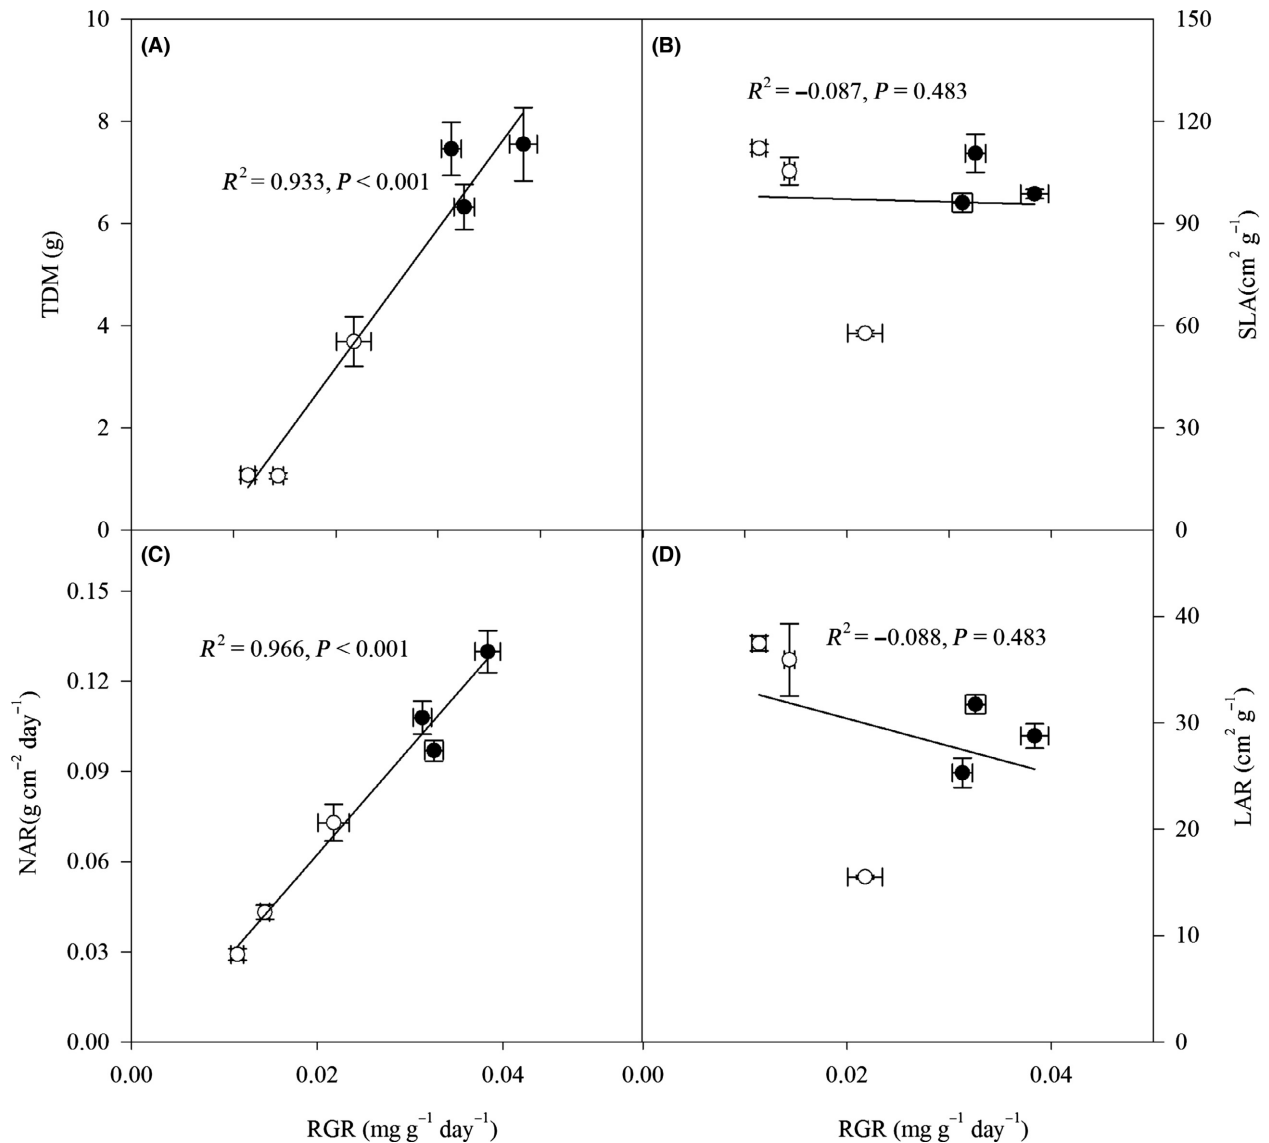 (A)
(B)
R² = 0.933, P < 0.001
R² = −0.087, P = 0.483
10
8
6
4
2
0
TDM (g)
150
120
90
60
30
0
SLA(cm² g⁻¹)
(C)
(D)
R² = 0.966, P < 0.001
R² = −0.088, P = 0.483
0.15
0.12
0.09
0.06
0.03
0.00
NAR(g cm⁻² day⁻¹)
40
30
20
10
0
LAR (cm² g⁻¹)
0.00 0.02 0.04 0.00 0.02 0.04
RGR (mg g⁻¹ day⁻¹) RGR (mg g⁻¹ day⁻¹)